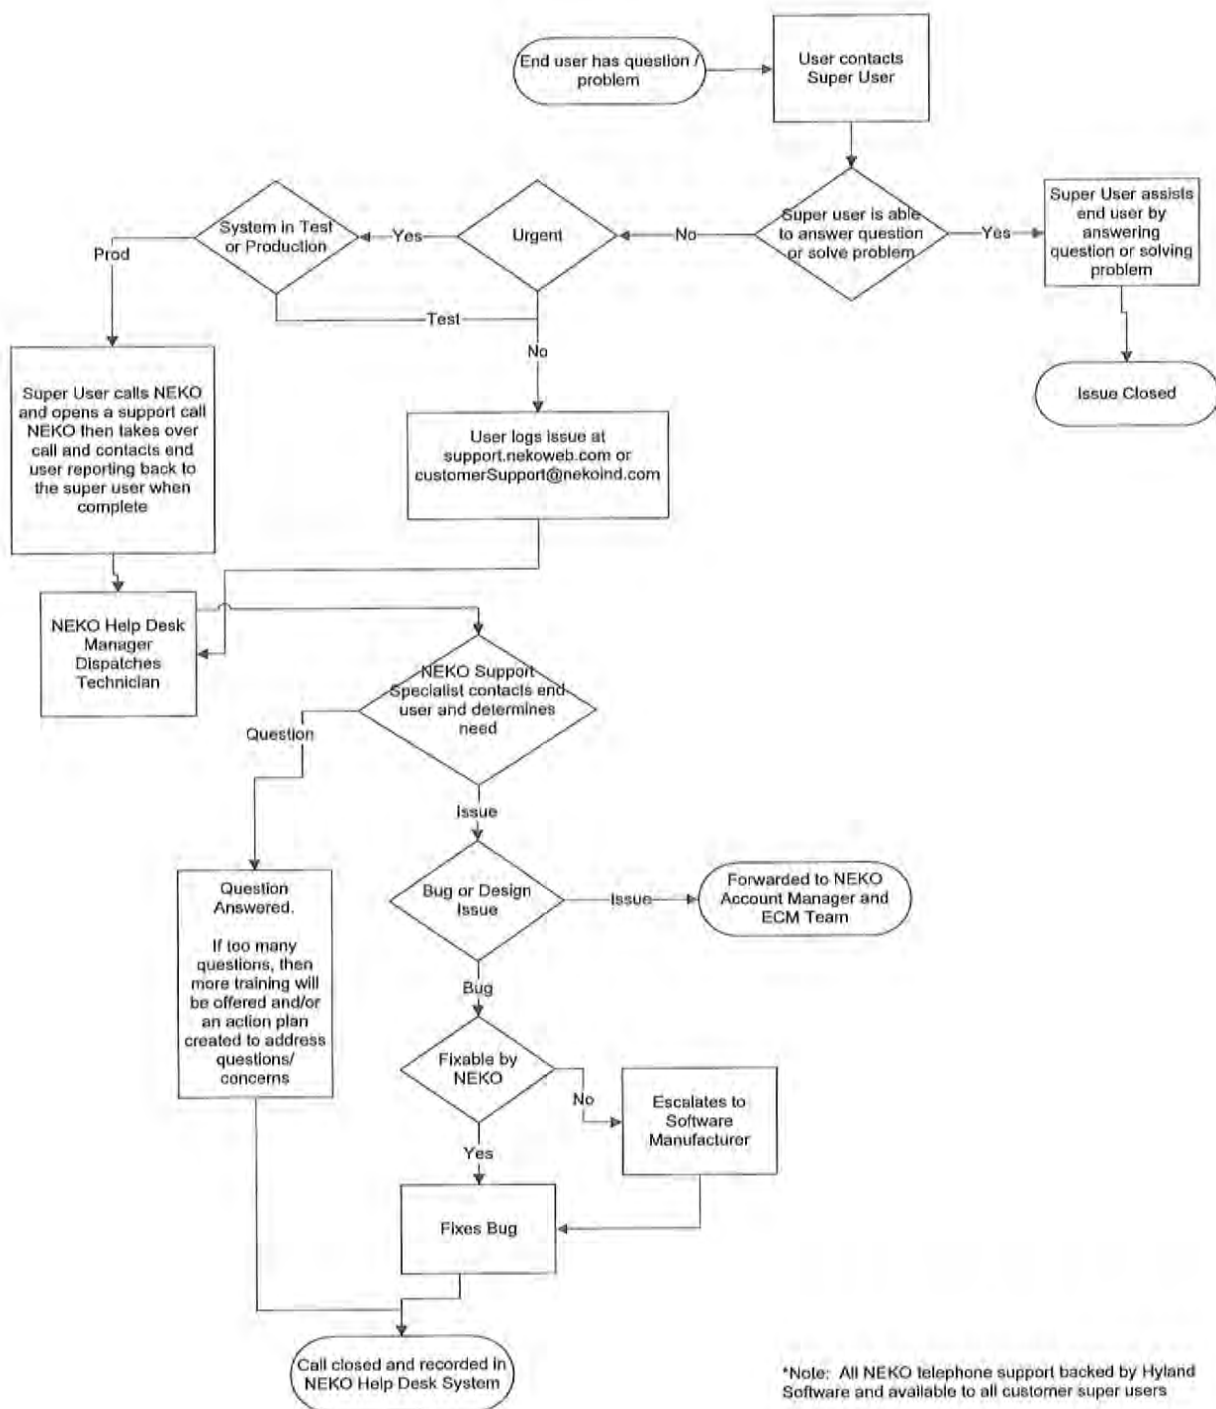 End user has question /
problem
User contacts
Super User
System in Test
or Production
Yes
Urgent
No
Super user is able
to answer question
or solve problem
Yes
Super User assists
end user by
answering
question or solving
problem
Prod
Test
No
Issue Closed
Super User calls NEKO
and opens a support call
NEKO then takes over
call and contacts end
user reporting back to
the super user when
complete
User logs issue at
support.nekoweb.com or
customerSupport@nekoind.com
NEKO Help Desk
Manager
Dispatches
Technician
NEKO Support
Specialist contacts end
user and determines
need
Question
Issue
Question
Answered.
If too many
questions, then
more training will
be offered and/or
an action plan
created to address
questions/
concerns
Bug or Design
Issue
Issue
Forwarded to NEKO
Account Manager and
ECM Team
Bug
Fixable by
NEKO
No
Escalates to
Software
Manufacturer
Yes
Fixes Bug
Call closed and recorded in
NEKO Help Desk System
*Note: All NEKO telephone support backed by Hyland
Software and available to all customer super users